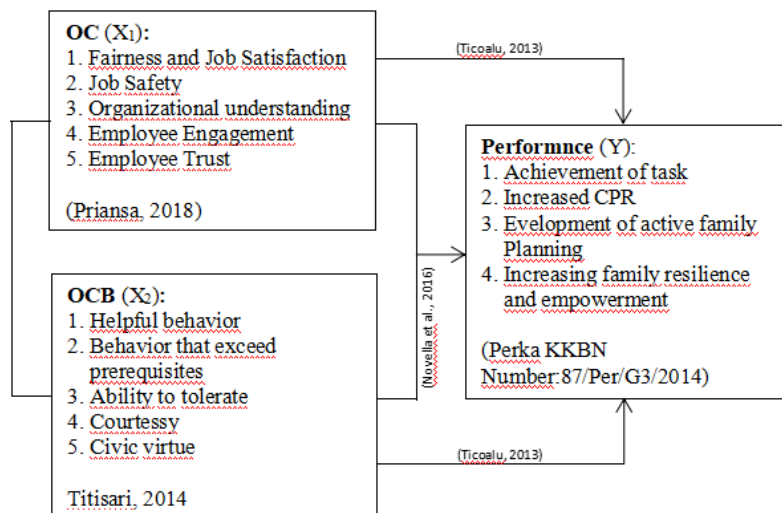 OC (X1):
1. Fairness and Job Satisfaction
2. Job Safety
3. Organizational understanding
4. Employee Engagement
5. Employee Trust
(Priansa, 2018)
(Ticoalu, 2013)
Performnce (Y):
1. Achievement of task
2. Increased CPR
3. Evelopment of active family
Planning
4. Increasing family resilience
and empowerment
(Perka KKBN
Number:87/Per/G3/2014)
(Novella et al., 2016)
OCB (X2):
1. Helpful behavior
2. Behavior that exceed
prerequisites
3. Ability to tolerate
4. Courtessy
5. Civic virtue
Titisari, 2014
(Ticoalu, 2013)